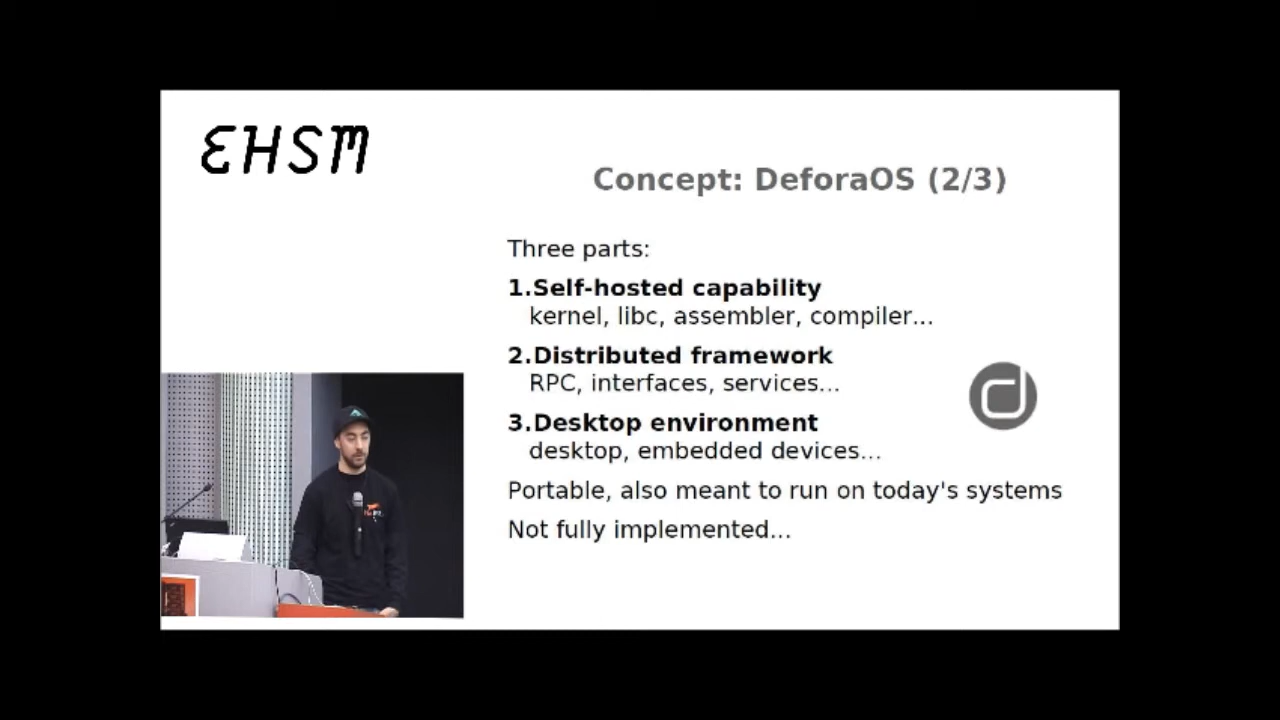 EHSM
Concept: DeforaOS (2/3)
Three parts:
1.Self-hosted capability
kernel, libc, assembler, compiler...
2.Distributed framework
RPC, interfaces, services...
3.Desktop environment
desktop, embedded devices...
Portable, also meant to run on today's systems
Not fully implemented...